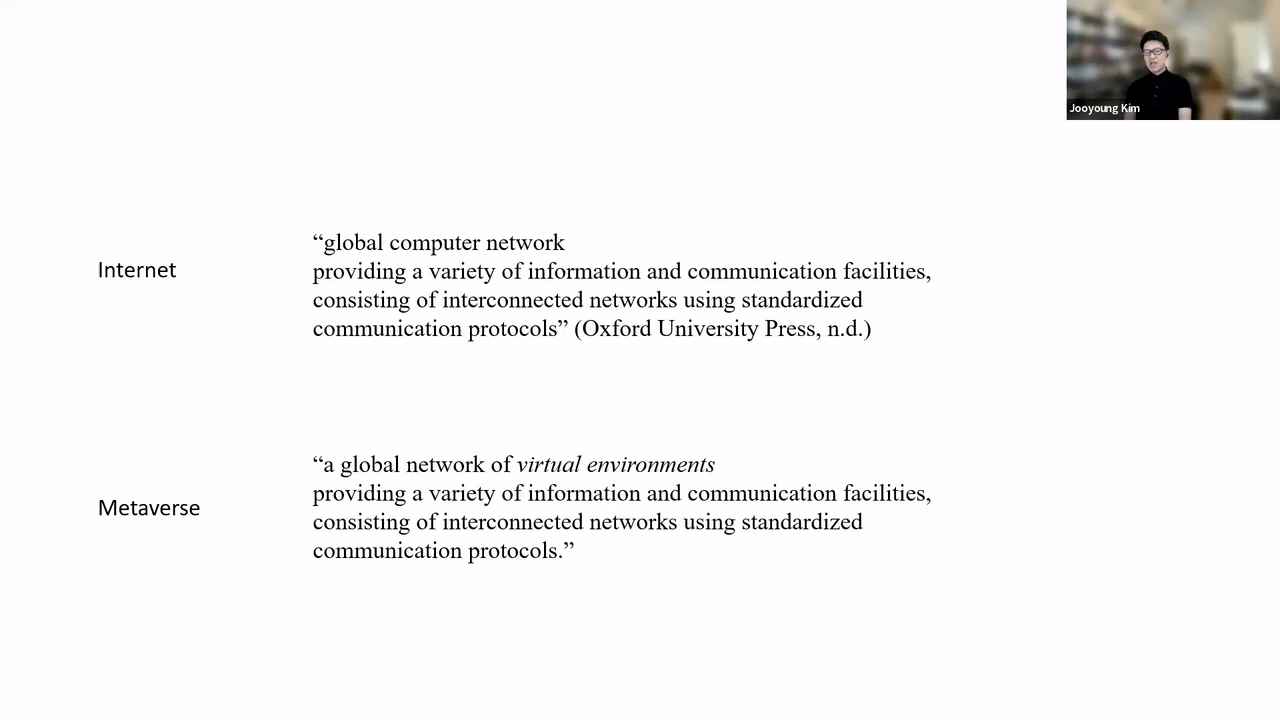 Jooyoung Kim
Internet
“global computer network
providing a variety of information and communication facilities,
consisting of interconnected networks using standardized
communication protocols” (Oxford University Press, n.d.)
Metaverse
“a global network of virtual environments
providing a variety of information and communication facilities,
consisting of interconnected networks using standardized
communication protocols.”